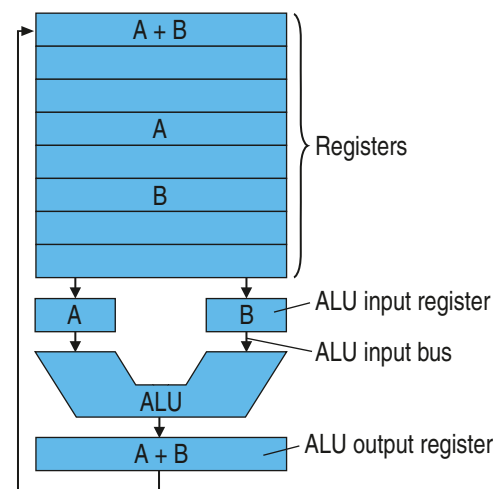 A + B
A
Registers
B
A
B
ALU input register
ALU input bus
ALU
ALU output register
A + B